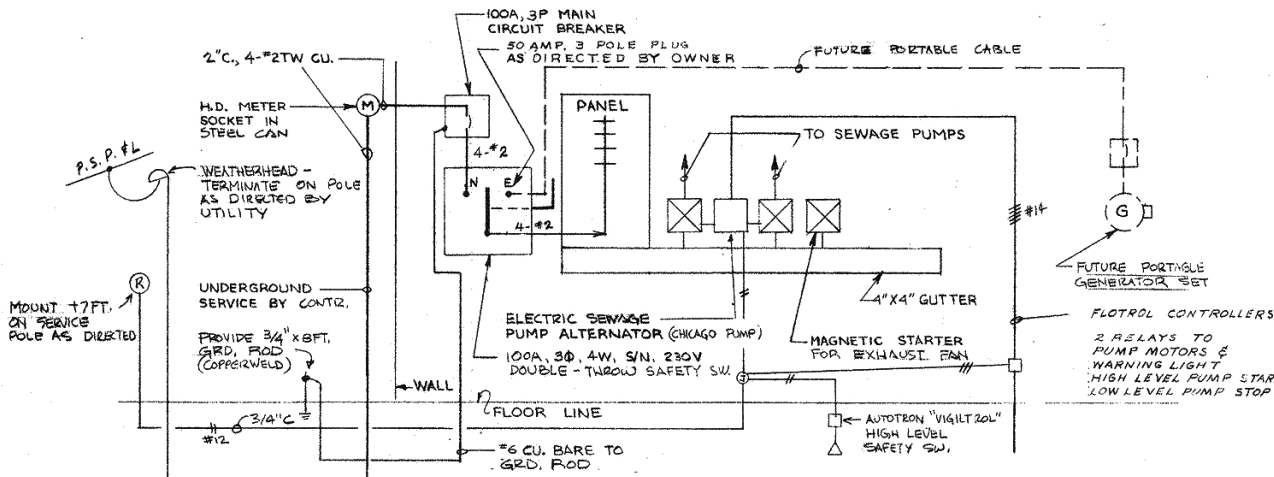 100A, 3P MAIN
CIRCUIT BREAKER
50 AMP, 3 POLE PLUG
AS DIRECTED BY OWNER
FUTURE PORTABLE CABLE
2"C., 4-#2TW CU.
H.D. METER
SOCKET IN
STEEL CAN
M
PANEL
TO SEWAGE PUMPS
4-#2
P.S.P. & L
WEATHERHEAD -
TERMINATE ON POLE
AS DIRECTED BY
UTILITY
N
E
4-#2
#14
G
FUTURE PORTABLE
GENERATOR SET
R
MOUNT +7FT.
ON SERVICE
POLE AS DIRECTED
UNDERGROUND
SERVICE BY CONTR.
4"X4" GUTTER
PROVIDE 3/4" x 8FT.
GRD. ROD
(COPPERWELD)
ELECTRIC SEWAGE
PUMP ALTERNATOR (CHICAGO PUMP)
MAGNETIC STARTER
FOR EXHAUST FAN
FLOTROL CONTROLLERS
2 RELAYS TO
PUMP MOTORS &
WARNING LIGHT
HIGH LEVEL PUMP STAR
LOW LEVEL PUMP STOP
100A, 3Φ, 4W, S/N, 230V
DOUBLE-THROW SAFETY SW.
WALL
J
FLOOR LINE
3/4"C
#12
AUTOTRON "VIGILTROL"
HIGH LEVEL
SAFETY SW.
#6 CU. BARE TO
GRD. ROD